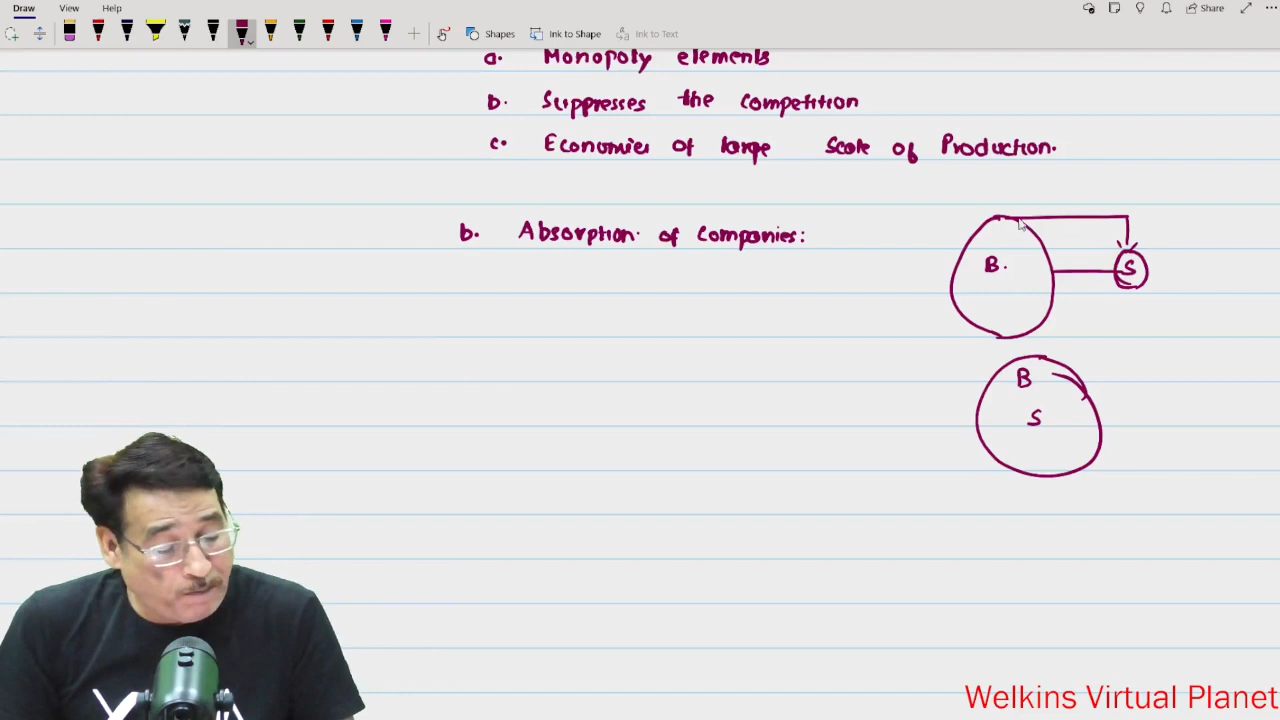 Draw View Help Share
Shapes Ink to Shape Ink to Text
a. Monopoly elements
b. Suppresses the competition
c. Economies of large Scale of Production.
b. Absorption of Companies:
B. S
B
S
Welkins Virtual Planet